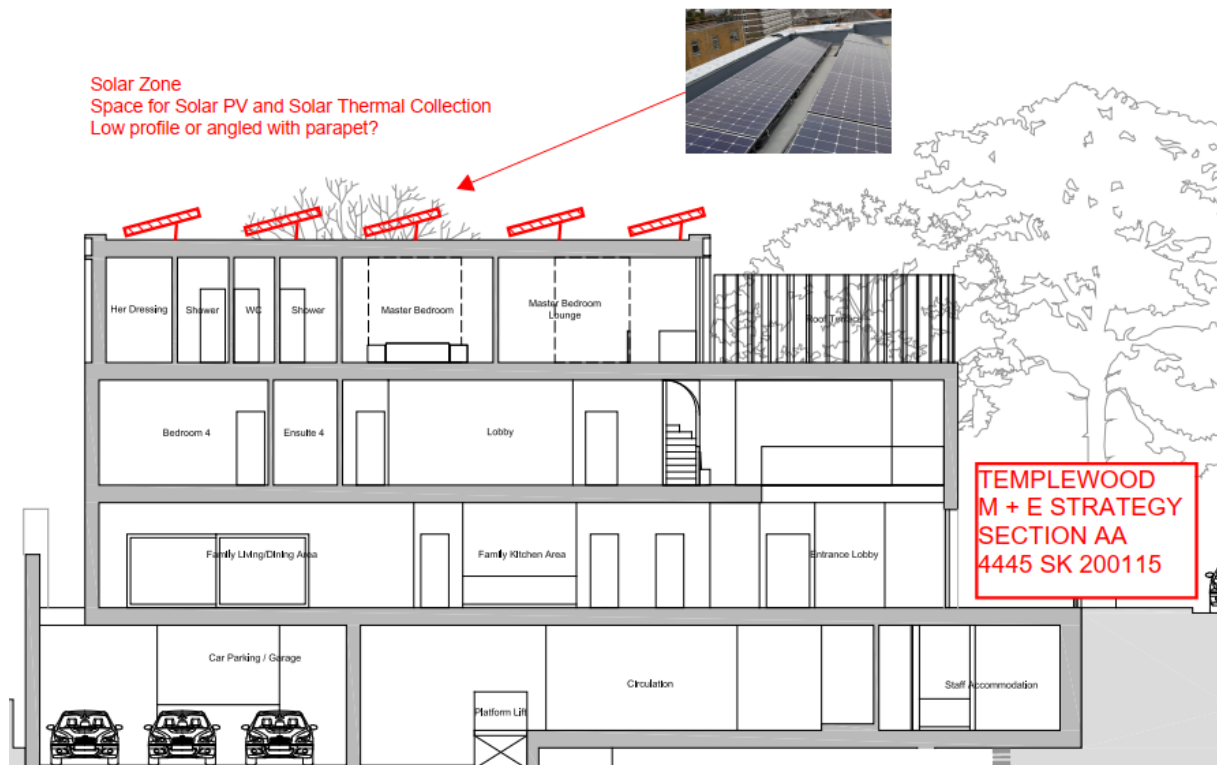 Solar Zone
Space for Solar PV and Solar Thermal Collection
Low profile or angled with parapet?
Her Dressing
Shower
WC
Shower
Master Bedroom
Master Bedroom
Lounge
Roof Terrace
Bedroom 4
Ensuite 4
Lobby
TEMPLEWOOD
M + E STRATEGY
SECTION AA
4445 SK 200115
Family Living/Dining Area
Family Kitchen Area
Entrance Lobby
Car Parking / Garage
Platform Lift
Circulation
Staff Accommodation